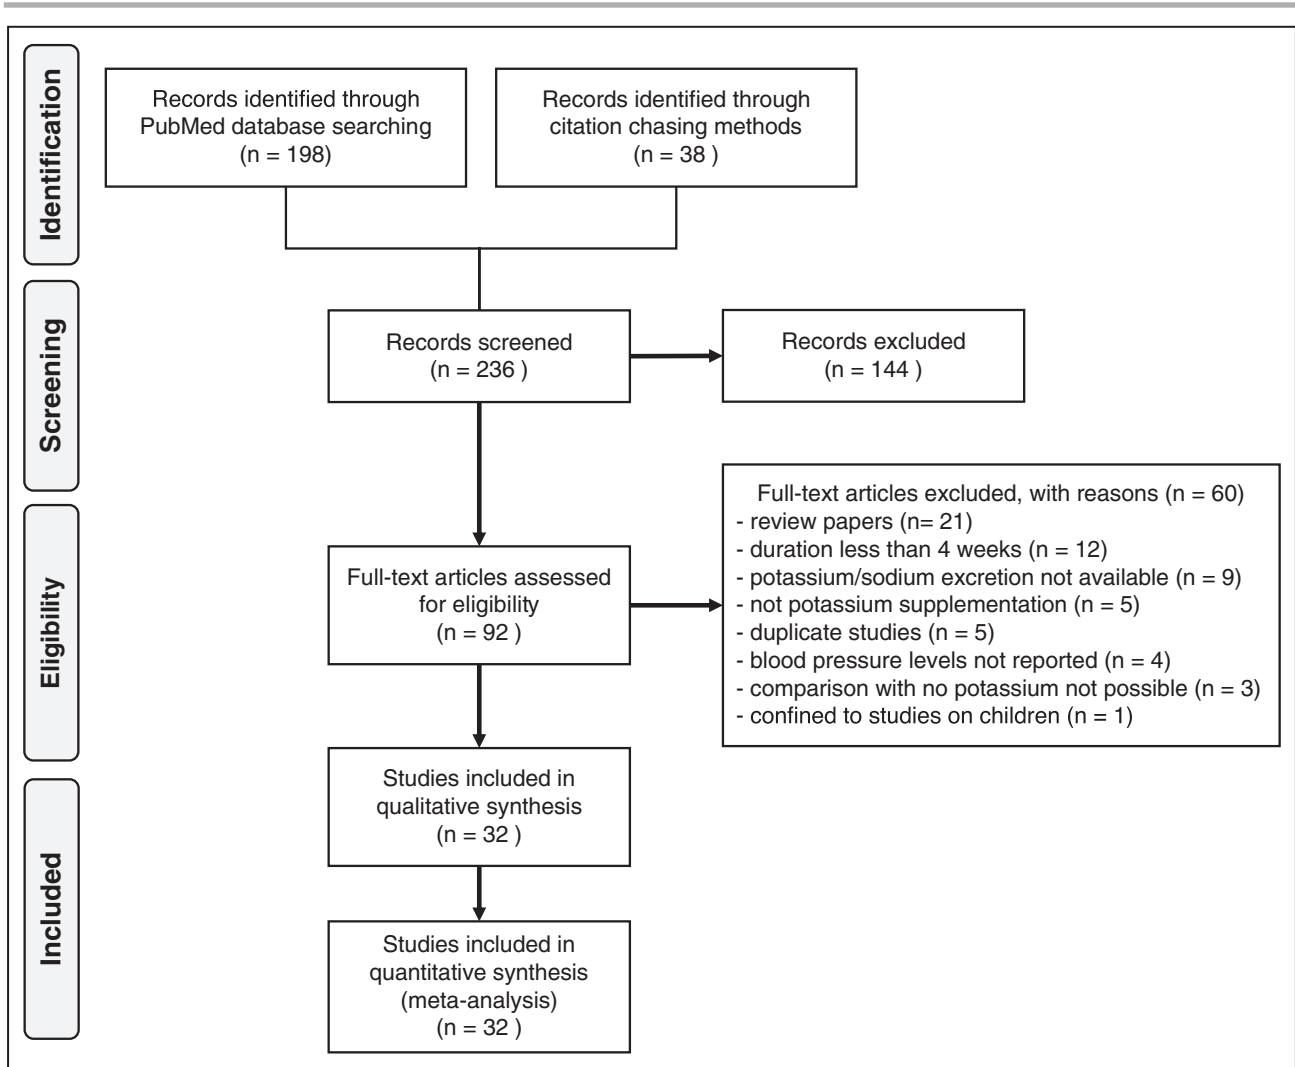 Identification
Records identified through
PubMed database searching
(n = 198)
Records identified through
citation chasing methods
(n = 38 )
Screening
Records screened
(n = 236 )
Records excluded
(n = 144 )
Eligibility
Full-text articles assessed
for eligibility
(n = 92 )
Full-text articles excluded, with reasons (n = 60)
- review papers (n= 21)
- duration less than 4 weeks (n = 12)
- potassium/sodium excretion not available (n = 9)
- not potassium supplementation (n = 5)
- duplicate studies (n = 5)
- blood pressure levels not reported (n = 4)
- comparison with no potassium not possible (n = 3)
- confined to studies on children (n = 1)
Included
Studies included in
qualitative synthesis
(n = 32 )
Studies included in
quantitative synthesis
(meta-analysis)
(n = 32 )